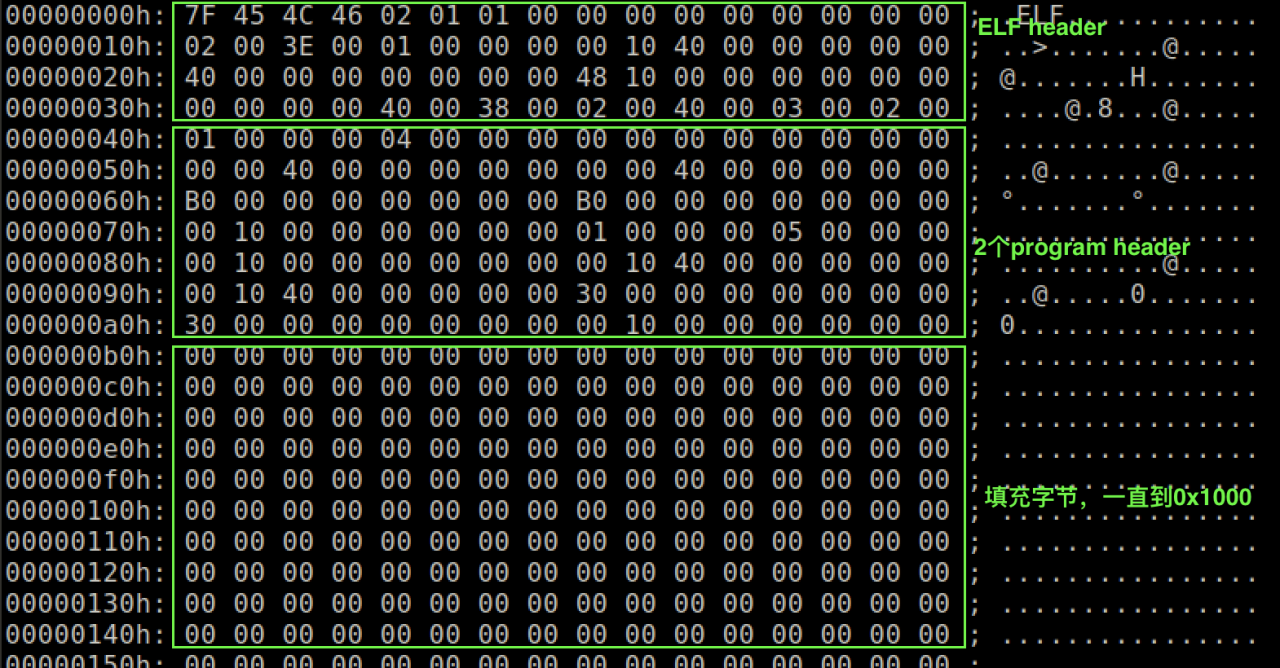 00000000h: 7F 45 4C 46 02 01 01 00 00 00 00 00 00 00 00 00 ; .ELF............
ELF header
00000010h: 02 00 3E 00 01 00 00 00 00 10 40 00 00 00 00 00 ; ..>.......@.....
00000020h: 40 00 00 00 00 00 00 00 48 10 00 00 00 00 00 00 ; @.......H.......
00000030h: 00 00 00 00 40 00 38 00 02 00 40 00 03 00 02 00 ; ....@.8...@.....
00000040h: 01 00 00 00 04 00 00 00 00 00 00 00 00 00 00 00 ; ................
00000050h: 00 00 40 00 00 00 00 00 00 00 40 00 00 00 00 00 ; ..@.......@.....
00000060h: B0 00 00 00 00 00 00 00 B0 00 00 00 00 00 00 00 ; °.......°.......
00000070h: 00 10 00 00 00 00 00 00 01 00 00 00 05 00 00 00 ; ................
2个program header
00000080h: 00 10 00 00 00 00 00 00 00 10 40 00 00 00 00 00 ; ..........@.....
00000090h: 00 10 40 00 00 00 00 00 30 00 00 00 00 00 00 00 ; ..@.....0.......
000000a0h: 30 00 00 00 00 00 00 00 00 10 00 00 00 00 00 00 ; 0...............
000000b0h: 00 00 00 00 00 00 00 00 00 00 00 00 00 00 00 00 ; ................
000000c0h: 00 00 00 00 00 00 00 00 00 00 00 00 00 00 00 00 ; ................
000000d0h: 00 00 00 00 00 00 00 00 00 00 00 00 00 00 00 00 ; ................
000000e0h: 00 00 00 00 00 00 00 00 00 00 00 00 00 00 00 00 ; ................
000000f0h: 00 00 00 00 00 00 00 00 00 00 00 00 00 00 00 00 ; ................
填充字节，一直到0x1000
00000100h: 00 00 00 00 00 00 00 00 00 00 00 00 00 00 00 00 ; ................
00000110h: 00 00 00 00 00 00 00 00 00 00 00 00 00 00 00 00 ; ................
00000120h: 00 00 00 00 00 00 00 00 00 00 00 00 00 00 00 00 ; ................
00000130h: 00 00 00 00 00 00 00 00 00 00 00 00 00 00 00 00 ; ................
00000140h: 00 00 00 00 00 00 00 00 00 00 00 00 00 00 00 00 ; ................
00000150h: 00 00 00 00 00 00 00 00 00 00 00 00 00 00 00 00 ;